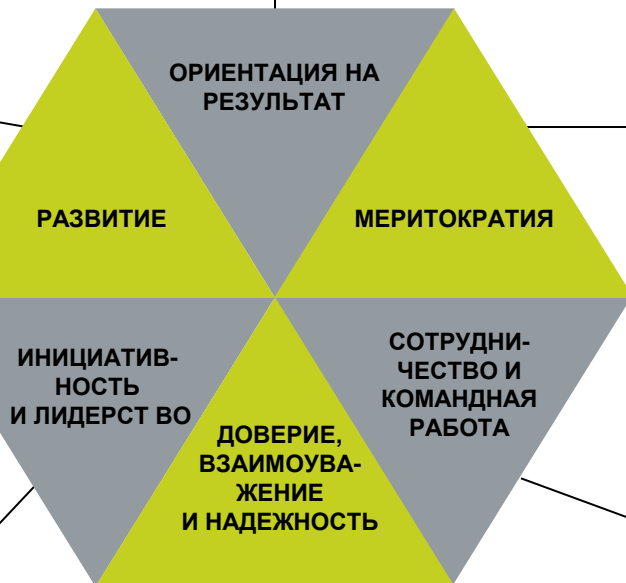 ОРИЕНТАЦИЯ НА
РЕЗУЛЬТАТ
РАЗВИТИЕ
МЕРИТОКРАТИЯ
ИНИЦИАТИВ-
НОСТЬ
И ЛИДЕРСТ ВО
СОТРУДНИ-
ЧЕСТВО И
КОМАНДНАЯ
РАБОТА
ДОВЕРИЕ,
ВЗАИМОУВА-
ЖЕНИЕ
И НАДЕЖНОСТЬ